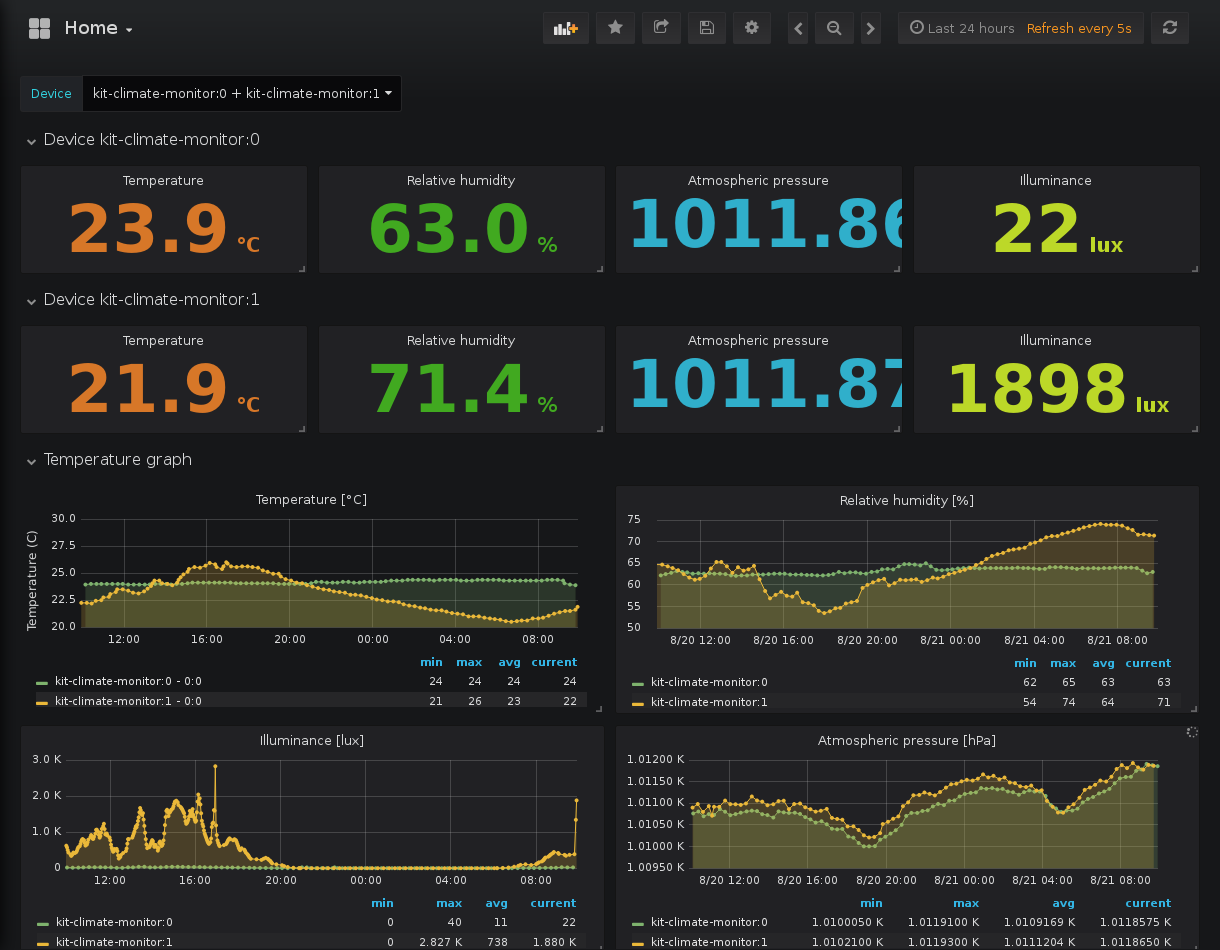 Home
Last 24 hours Refresh every 5s
Device kit-climate-monitor:0 + kit-climate-monitor:1
Device kit-climate-monitor:0
Temperature Relative humidity Atmospheric pressure Illuminance
23.9 °C 63.0 % 1011.86 22 lux
Device kit-climate-monitor:1
Temperature Relative humidity Atmospheric pressure Illuminance
21.9 °C 71.4 % 1011.87 1898 lux
Temperature graph
Temperature [°C]
Temperature (C)
30.0
27.5
25.0
22.5
20.0
12:00 16:00 20:00 00:00 04:00 08:00
min max avg current
kit-climate-monitor:0 - 0:0 24 24 24 24
kit-climate-monitor:1 - 0:0 21 26 23 22
Relative humidity [%]
75
70
65
60
55
50
8/20 12:00 8/20 16:00 8/20 20:00 8/21 00:00 8/21 04:00 8/21 08:00
min max avg current
kit-climate-monitor:0 62 65 63 63
kit-climate-monitor:1 54 74 64 71
Illuminance [lux]
3.0 K
2.0 K
1.0 K
0
12:00 16:00 20:00 00:00 04:00 08:00
min max avg current
kit-climate-monitor:0 0 40 11 22
kit-climate-monitor:1 0 2.827 K 738 1.880 K
Atmospheric pressure [hPa]
1.01200 K
1.01150 K
1.01100 K
1.01050 K
1.01000 K
1.00950 K
8/20 12:00 8/20 16:00 8/20 20:00 8/21 00:00 8/21 04:00 8/21 08:00
min max avg current
kit-climate-monitor:0 1.0100050 K 1.0119100 K 1.0109169 K 1.0118575 K
kit-climate-monitor:1 1.0102100 K 1.0119300 K 1.0111204 K 1.0118650 K